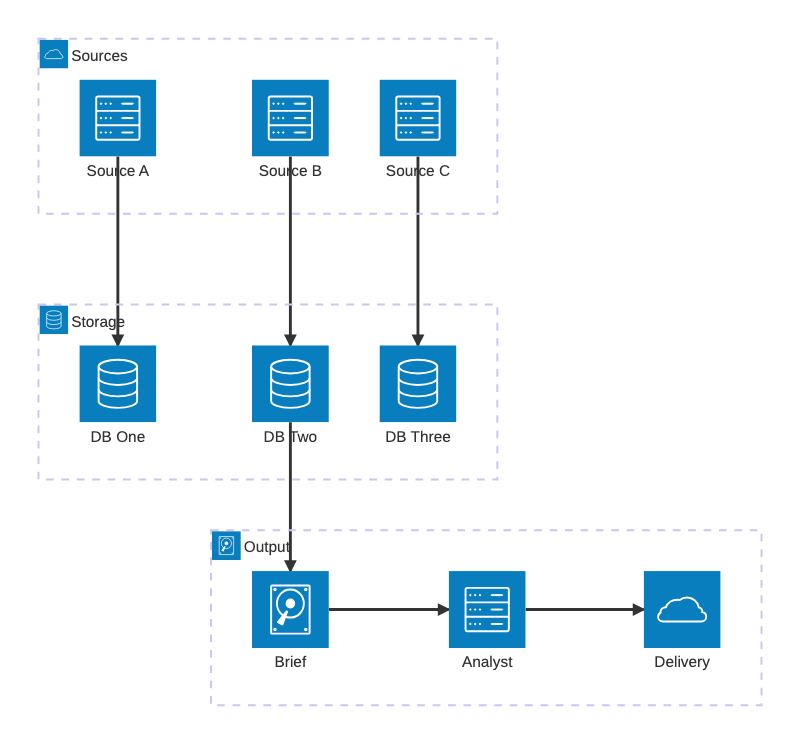 Sources
Source A
Source B
Source C
Storage
DB One
DB Two
DB Three
Output
Brief
Analyst
Delivery